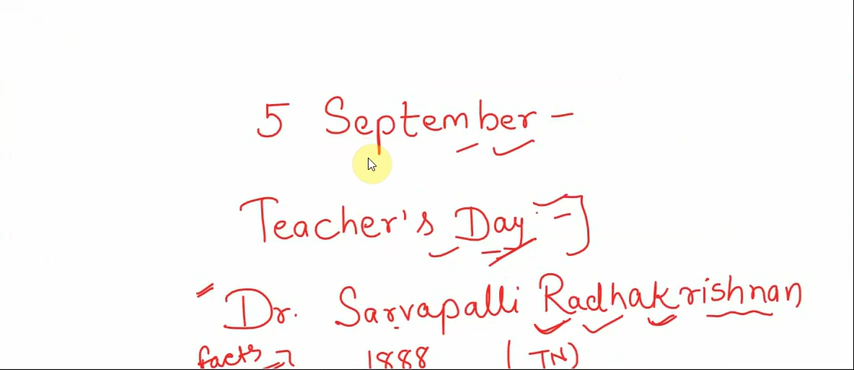 5 September -
Teacher's Day -
Dr. Sarvapalli Radhakrishnan
facts 1888 (TN)